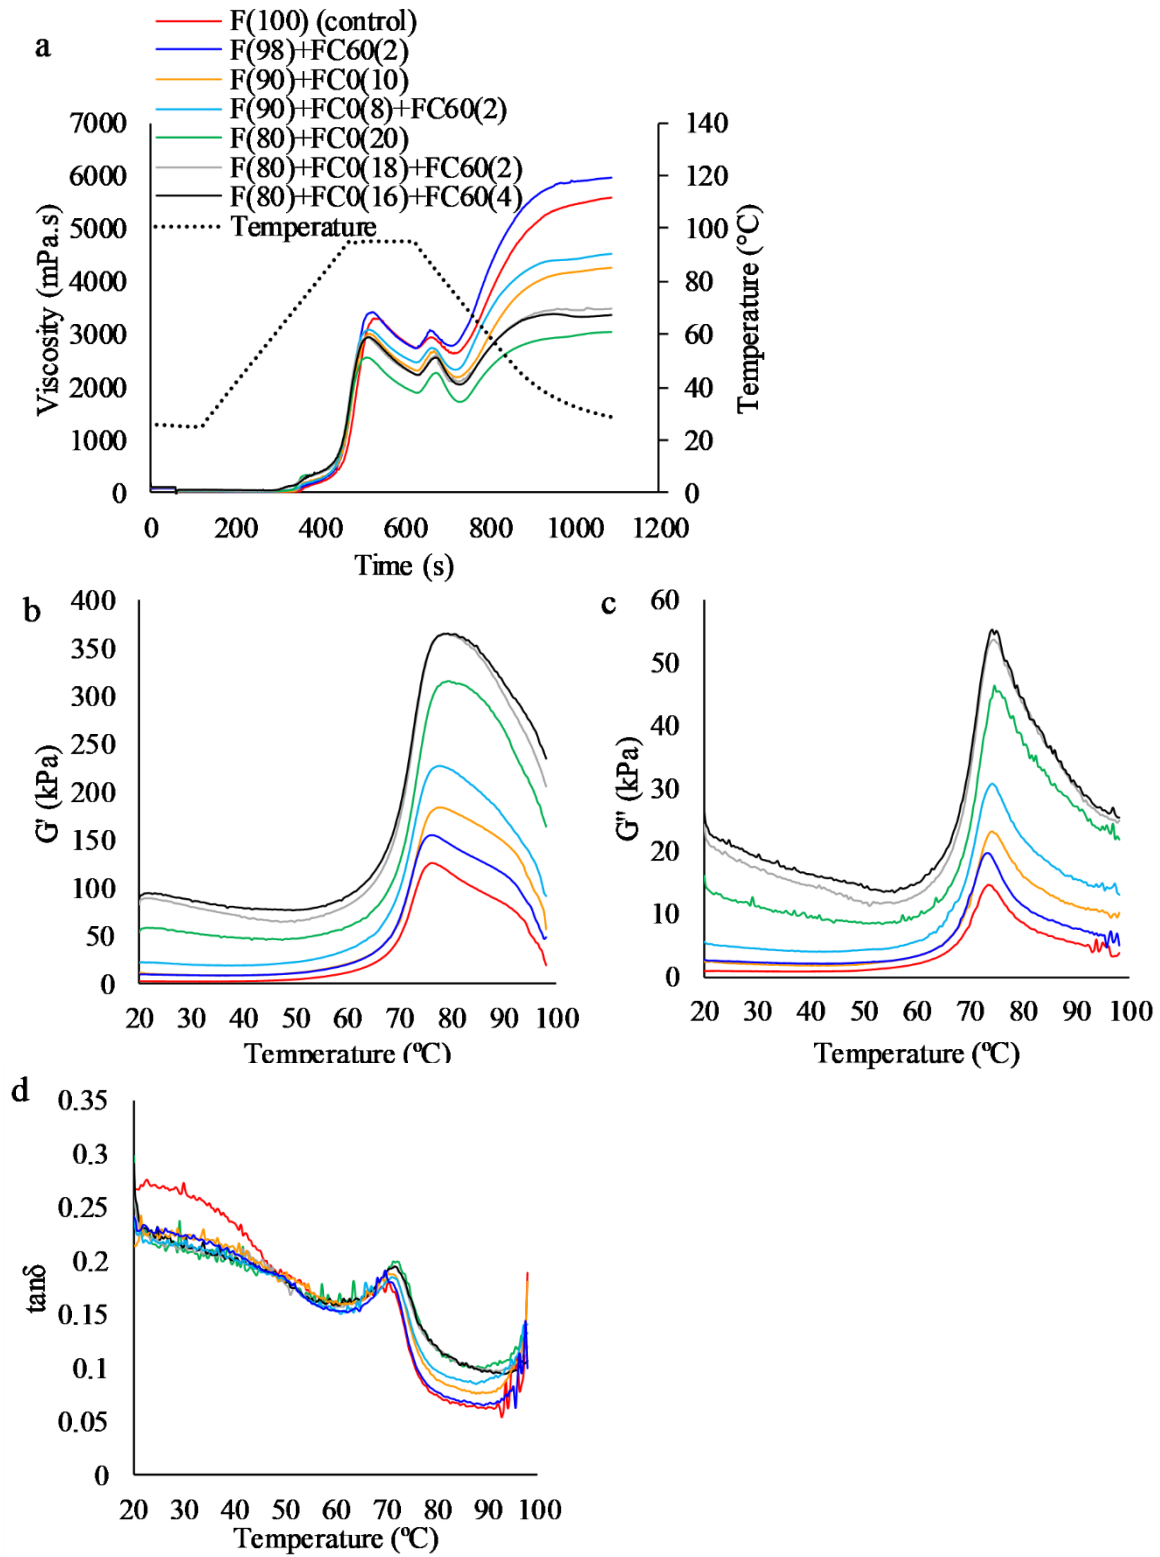 a
F(100) (control)
F(98)+FC60(2)
F(90)+FC0(10)
F(90)+FC0(8)+FC60(2)
F(80)+FC0(20)
F(80)+FC0(18)+FC60(2)
F(80)+FC0(16)+FC60(4)
Temperature
7000
6000
5000
4000
3000
2000
1000
0
Viscosity (mPa.s)
140
120
100
80
60
40
20
0
Temperature (°C)
0 200 400 600 800 1000 1200
Time (s)
b
400
350
300
250
200
150
100
50
0
G' (kPa)
20 30 40 50 60 70 80 90 100
Temperature (ºC)
c
60
50
40
30
20
10
0
G'' (kPa)
20 30 40 50 60 70 80 90 100
Temperature (ºC)
d
0.35
0.3
0.25
0.2
0.15
0.1
0.05
0
tanδ
20 30 40 50 60 70 80 90 100
Temperature (ºC)